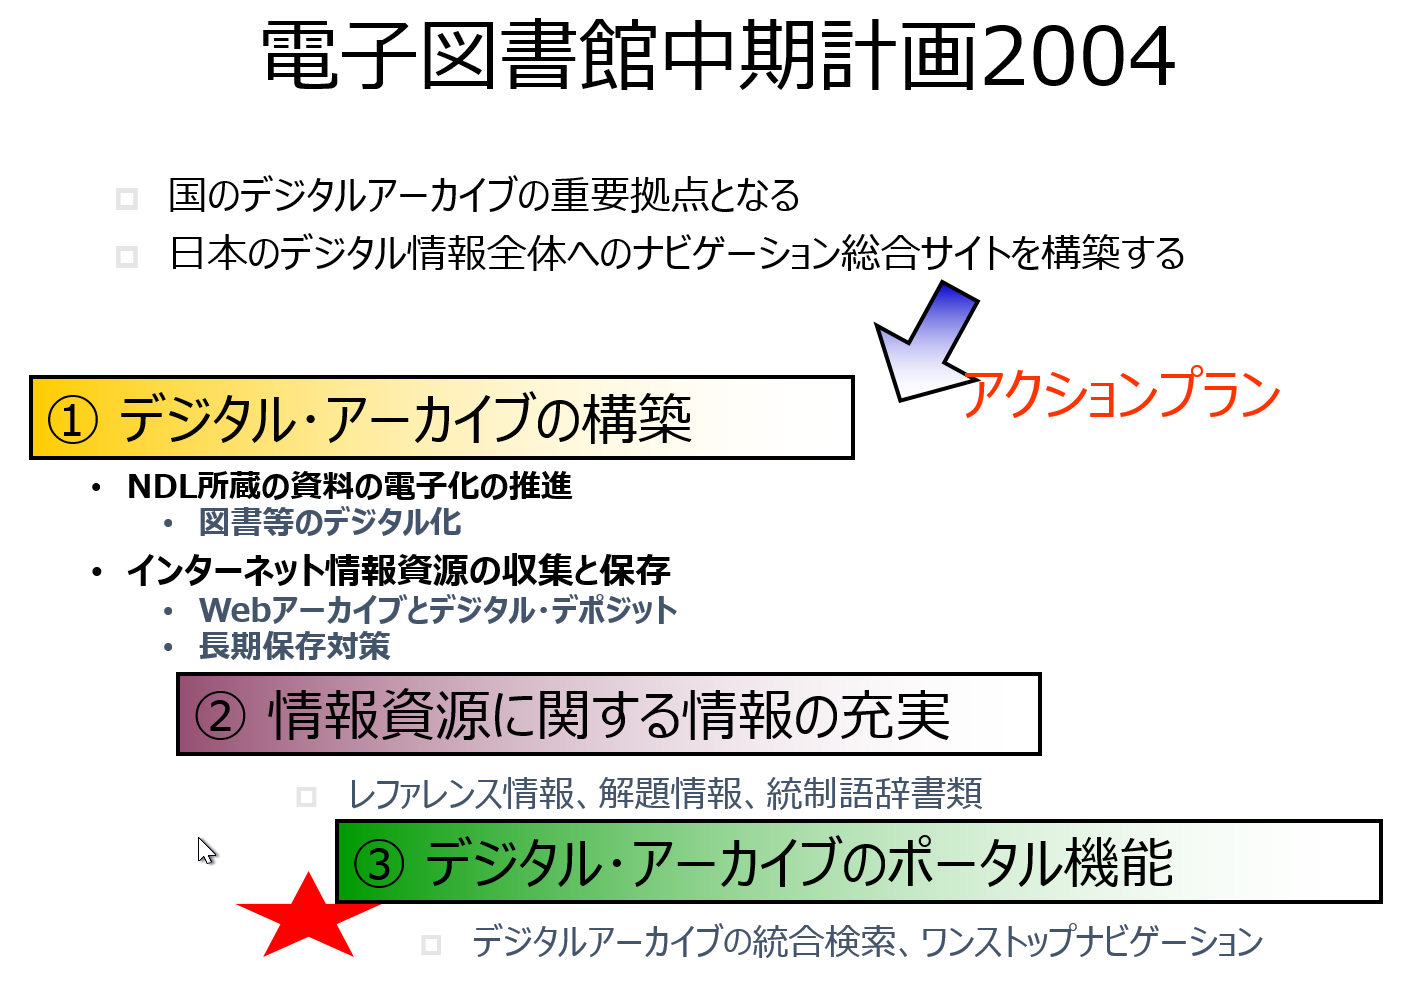 電子図書館中期計画2004
国のデジタルアーカイブの重要拠点となる
日本のデジタル情報全体へのナビゲーション総合サイトを構築する
アクションプラン
① デジタル・アーカイブの構築
• NDL所蔵の資料の電子化の推進
• 図書等のデジタル化
• インターネット情報資源の収集と保存
• Webアーカイブとデジタル・デポジット
• 長期保存対策
② 情報資源に関する情報の充実
レファレンス情報、解題情報、統制語辞書類
③ デジタル・アーカイブのポータル機能
デジタルアーカイブの統合検索、ワンストップナビゲーション